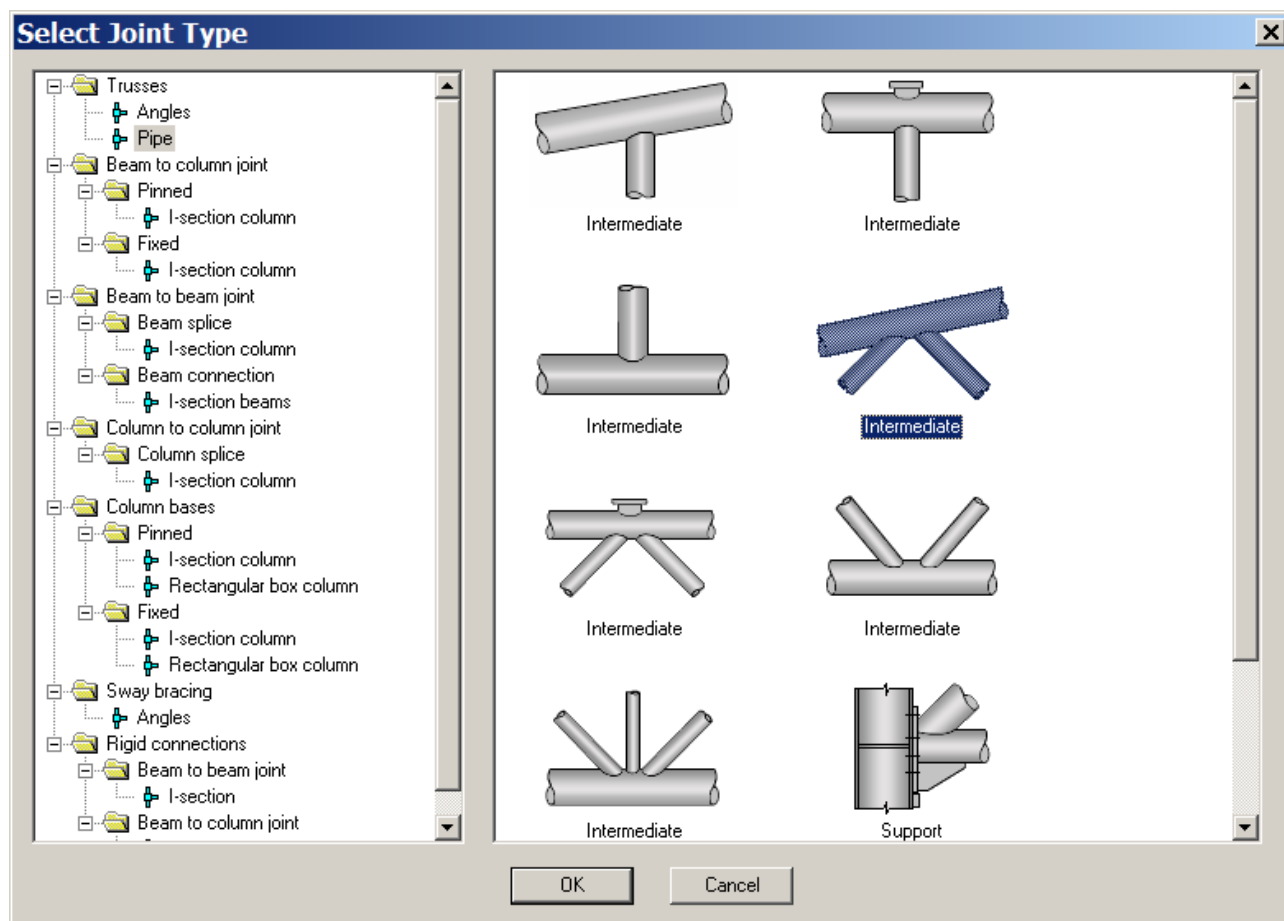 Select Joint Type
Trusses
Angles
Pipe
Beam to column joint
Pinned
I-section column
Fixed
I-section column
Beam to beam joint
Beam splice
I-section column
Beam connection
I-section beams
Column to column joint
Column splice
I-section column
Column bases
Pinned
I-section column
Rectangular box column
Fixed
I-section column
Rectangular box column
Sway bracing
Angles
Rigid connections
Beam to beam joint
I-section
Beam to column joint
Intermediate
Intermediate
Intermediate
Intermediate
Intermediate
Intermediate
Intermediate
Support
OK
Cancel